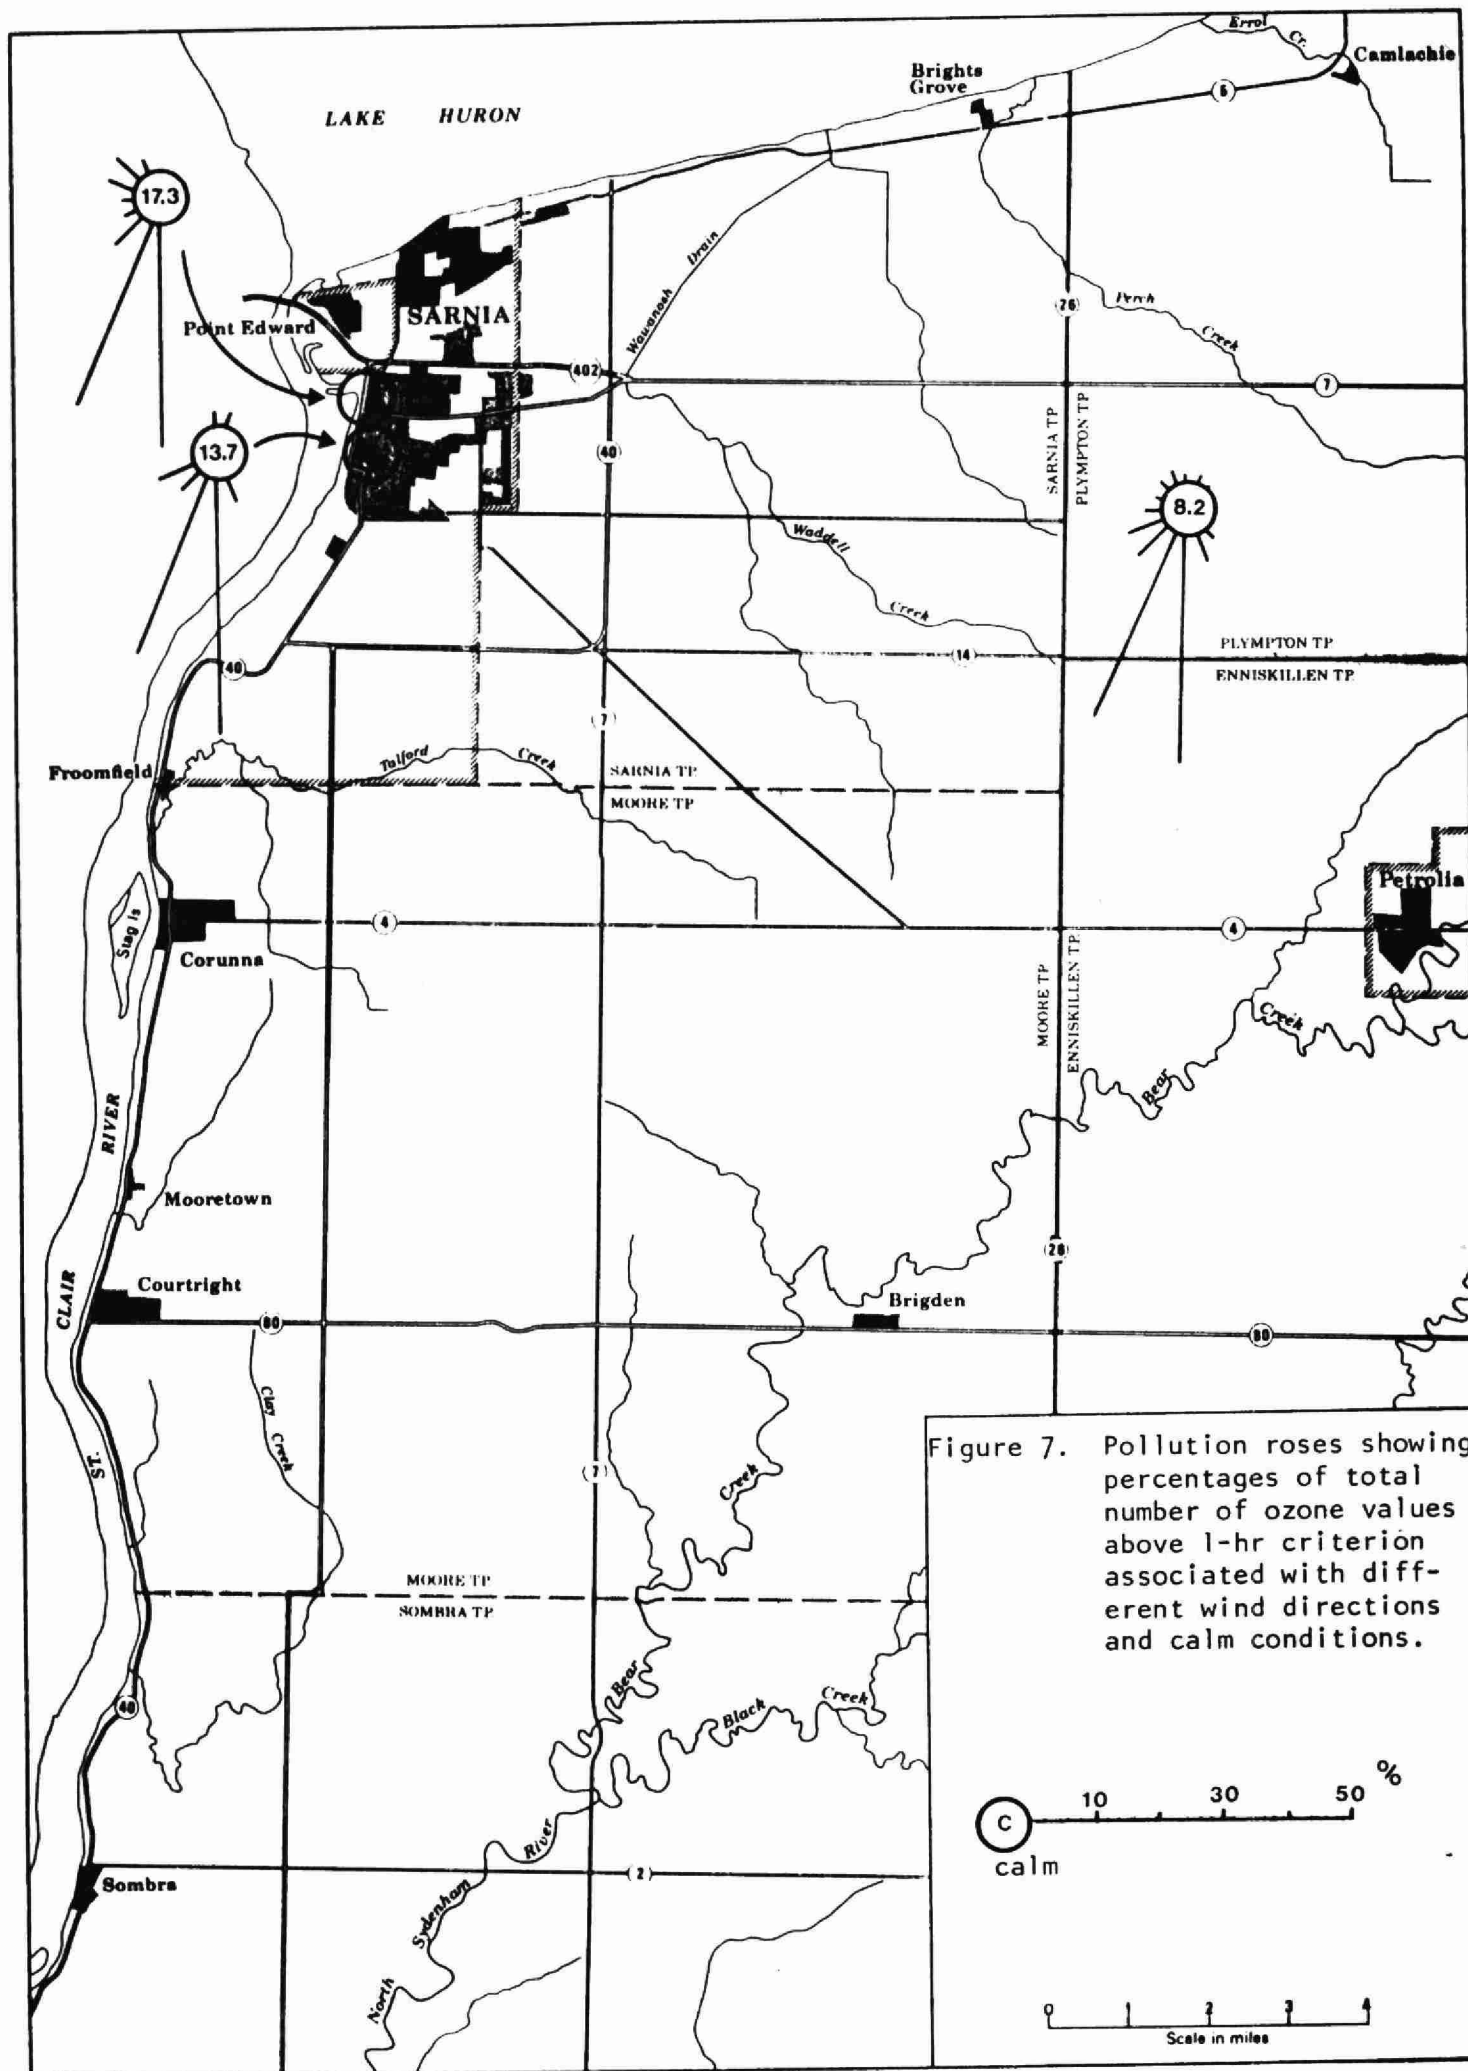 Errol
Cr.
Camlachie
Brights
Grove
6
LAKE HURON
17.3
Wawanosh Drain
Point Edward
SARNIA
26
Perch
Creek
402
7
13.7
40
SARNIA TP.
PLYMPTON TP.
8.2
Waddell
Creek
14
PLYMPTON TP.
ENNISKILLEN TP.
40
7
Froomfield
Talford Creek
SARNIA TP.
MOORE TP.
Petrolia
Stag Is
4
4
Corunna
MOORE TP.
ENNISKILLEN TP.
Creek
Bear
RIVER
Mooretown
Courtright
CLAIR
Brigden
80
80
Clay
Creek
ST.
Creek
Figure 7. Pollution roses showing
percentages of total
number of ozone values
above 1-hr criterion
associated with diff-
erent wind directions
and calm conditions.
MOORE TP.
SOMBRA TP.
Bear
Black
Creek
40
10 30 50 %
C
calm
River
2
Sombra
Sydenham
North
0 1 2 3 4
Scale in miles